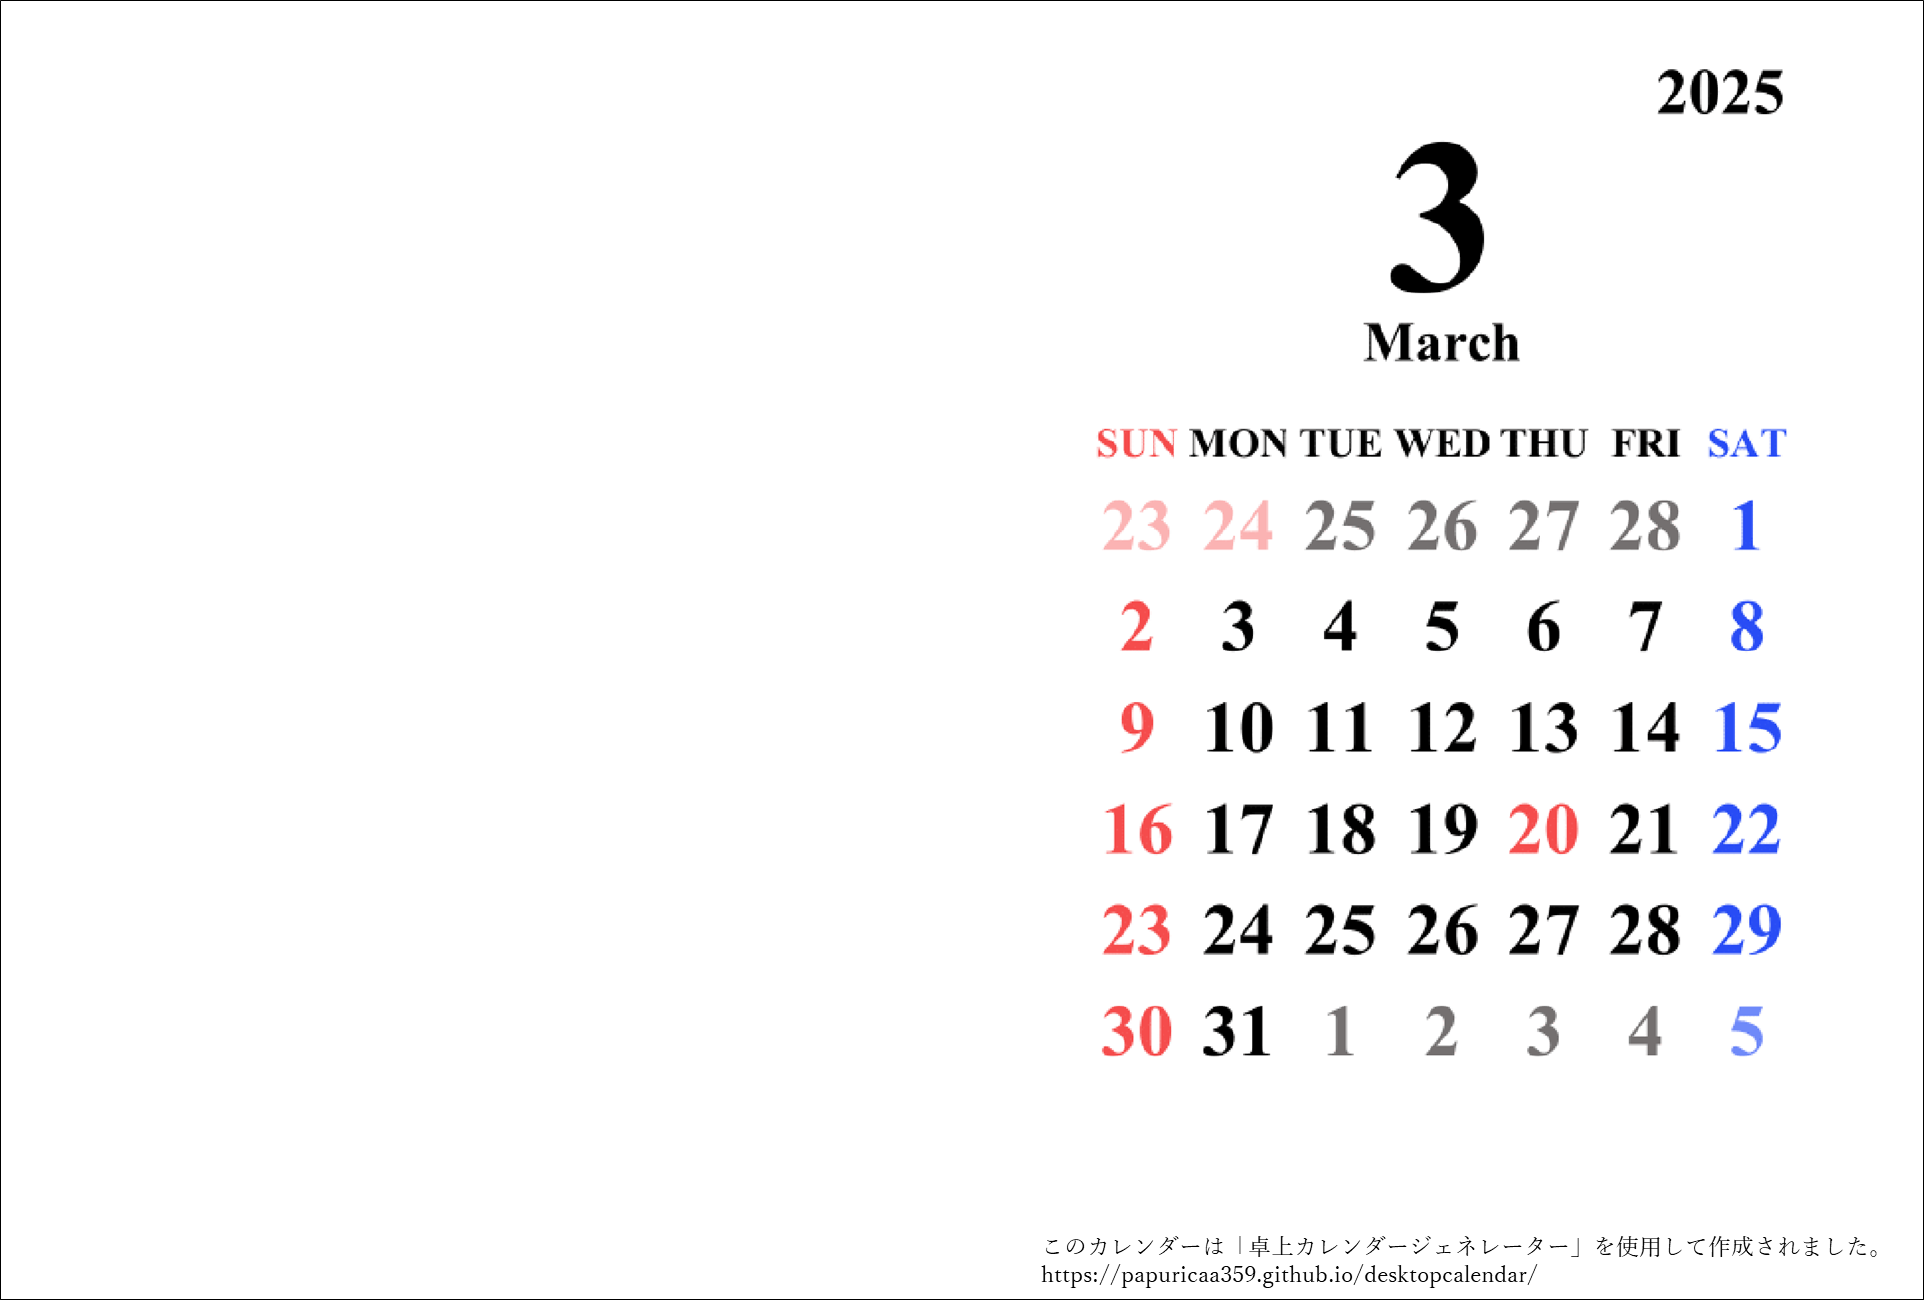 2025
3
March
SUN MON TUE WED THU FRI SAT
23 24 25 26 27 28 1
2 3 4 5 6 7 8
9 10 11 12 13 14 15
16 17 18 19 20 21 22
23 24 25 26 27 28 29
30 31 1 2 3 4 5
このカレンダーは「卓上カレンダージェネレーター」を使用して作成されました。
https://papuricaa359.github.io/desktopcalendar/